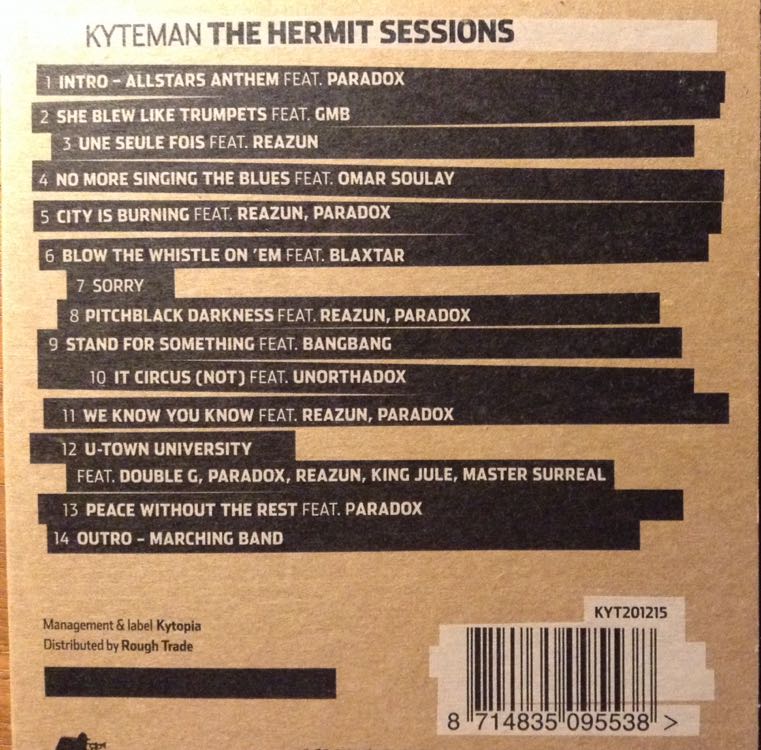 KYTEMAN THE HERMIT SESSIONS
1 INTRO – ALLSTARS ANTHEM FEAT. PARADOX
2 SHE BLEW LIKE TRUMPETS FEAT. GMB
3 UNE SEULE FOIS FEAT. REAZUN
4 NO MORE SINGING THE BLUES FEAT. OMAR SOULAY
5 CITY IS BURNING FEAT. REAZUN, PARADOX
6 BLOW THE WHISTLE ON 'EM FEAT. BLAXTAR
7 SORRY
8 PITCHBLACK DARKNESS FEAT. REAZUN, PARADOX
9 STAND FOR SOMETHING FEAT. BANGBANG
10 IT CIRCUS (NOT) FEAT. UNORTHADOX
11 WE KNOW YOU KNOW FEAT. REAZUN, PARADOX
12 U-TOWN UNIVERSITY
FEAT. DOUBLE G, PARADOX, REAZUN, KING JULE, MASTER SURREAL
13 PEACE WITHOUT THE REST FEAT. PARADOX
14 OUTRO – MARCHING BAND
Management & label Kytopia
Distributed by Rough Trade
KYT201215
8 714835 095538 >